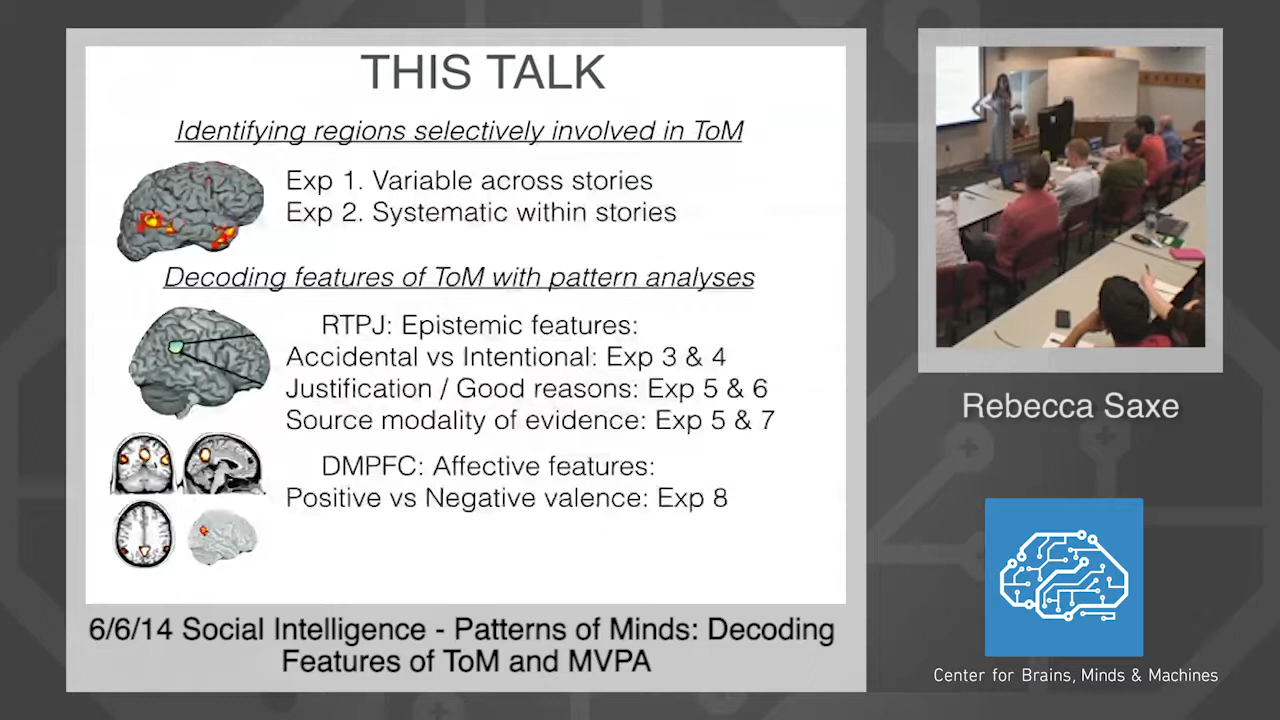 THIS TALK
Identifying regions selectively involved in ToM
Exp 1. Variable across stories
Exp 2. Systematic within stories
Decoding features of ToM with pattern analyses
RTPJ: Epistemic features:
Accidental vs Intentional: Exp 3 & 4
Justification / Good reasons: Exp 5 & 6
Source modality of evidence: Exp 5 & 7
DMPFC: Affective features:
Positive vs Negative valence: Exp 8
6/6/14 Social Intelligence - Patterns of Minds: Decoding
Features of ToM and MVPA
Rebecca Saxe
Center for Brains, Minds & Machines